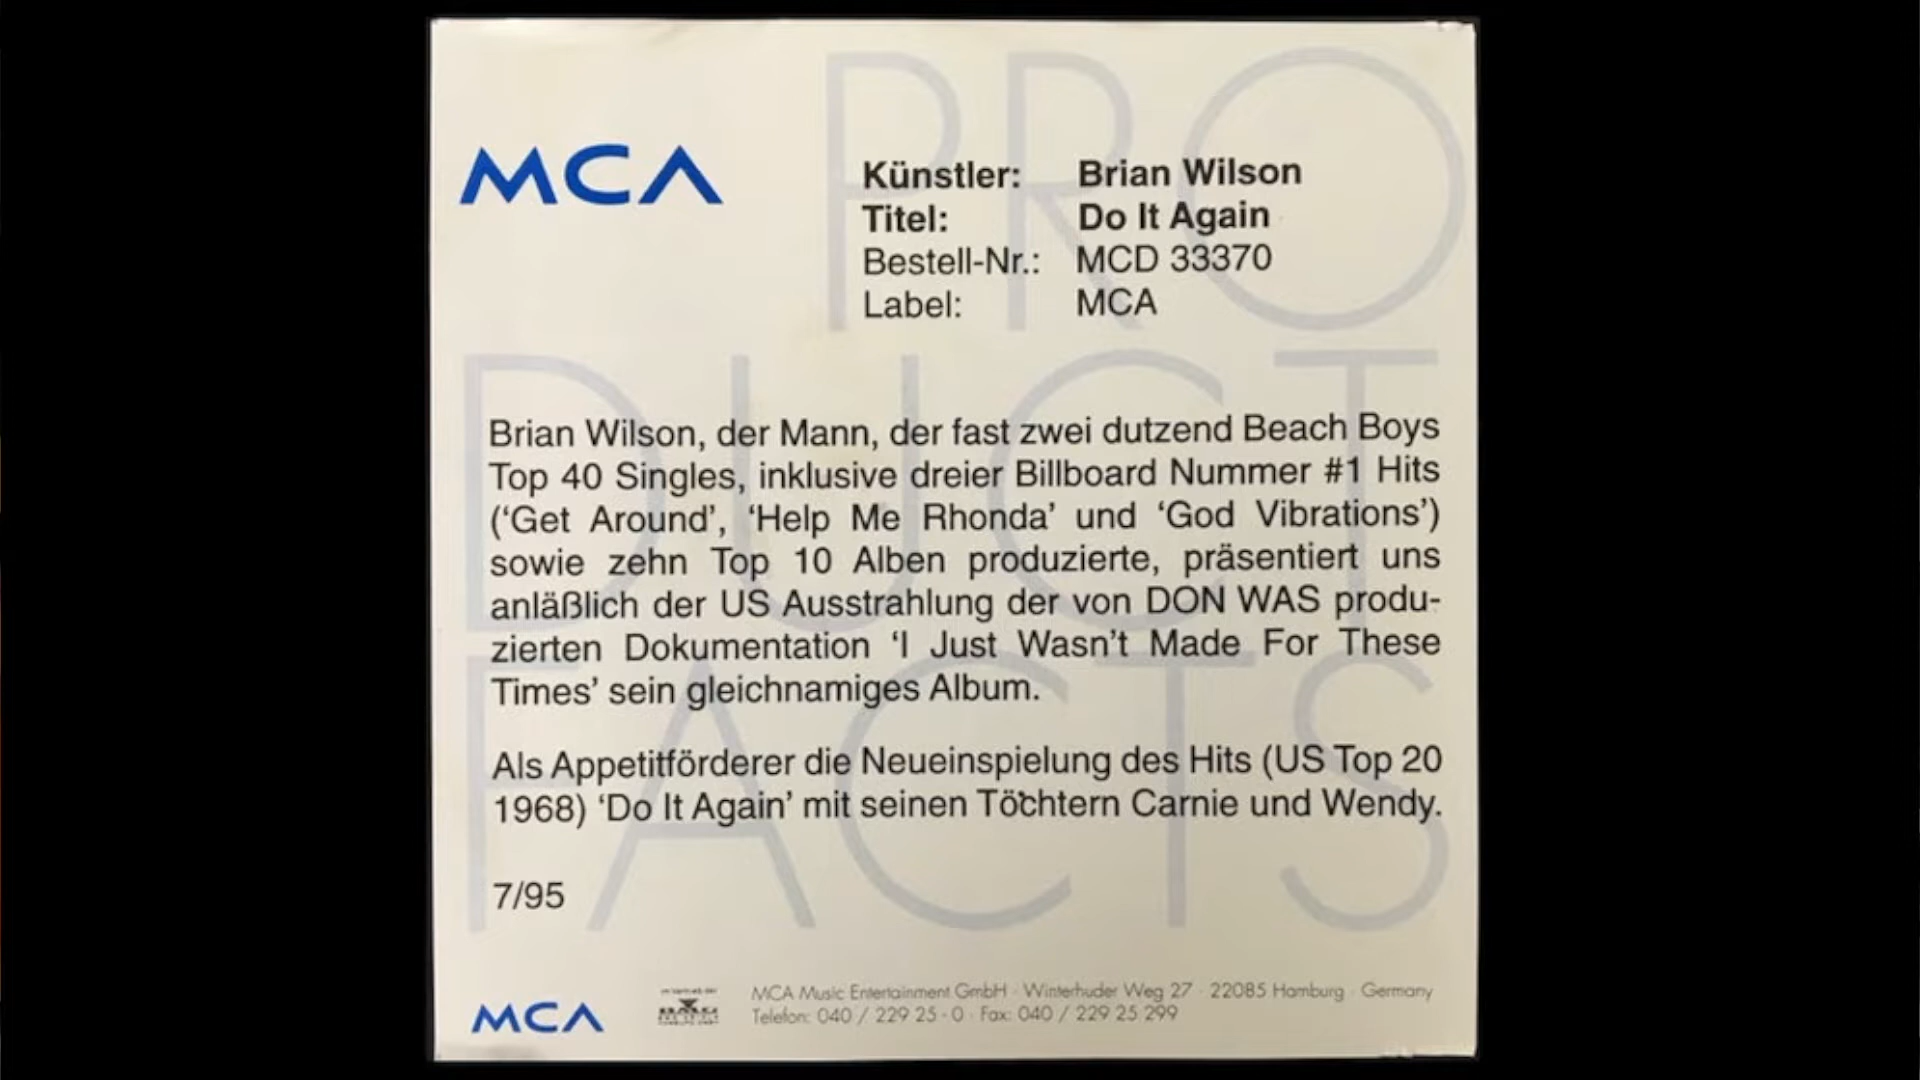 PRO
DUCT
FACTS
MCA
Künstler: Brian Wilson
Titel: Do It Again
Bestell-Nr.: MCD 33370
Label: MCA
Brian Wilson, der Mann, der fast zwei dutzend Beach Boys
Top 40 Singles, inklusive dreier Billboard Nummer #1 Hits
(‘Get Around’, ‘Help Me Rhonda’ und ‘God Vibrations’)
sowie zehn Top 10 Alben produzierte, präsentiert uns
anläßlich der US Ausstrahlung der von DON WAS produ-
zierten Dokumentation ‘I Just Wasn’t Made For These
Times’ sein gleichnamiges Album.
Als Appetitförderer die Neueinspielung des Hits (US Top 20
1968) ‘Do It Again’ mit seinen Töchtern Carnie und Wendy.
7/95
MCA
BMG
MCA Music Entertainment GmbH · Winterhuder Weg 27 · 22085 Hamburg · Germany
Telefon: 040 / 229 25 - 0 · Fax: 040 / 229 25 299